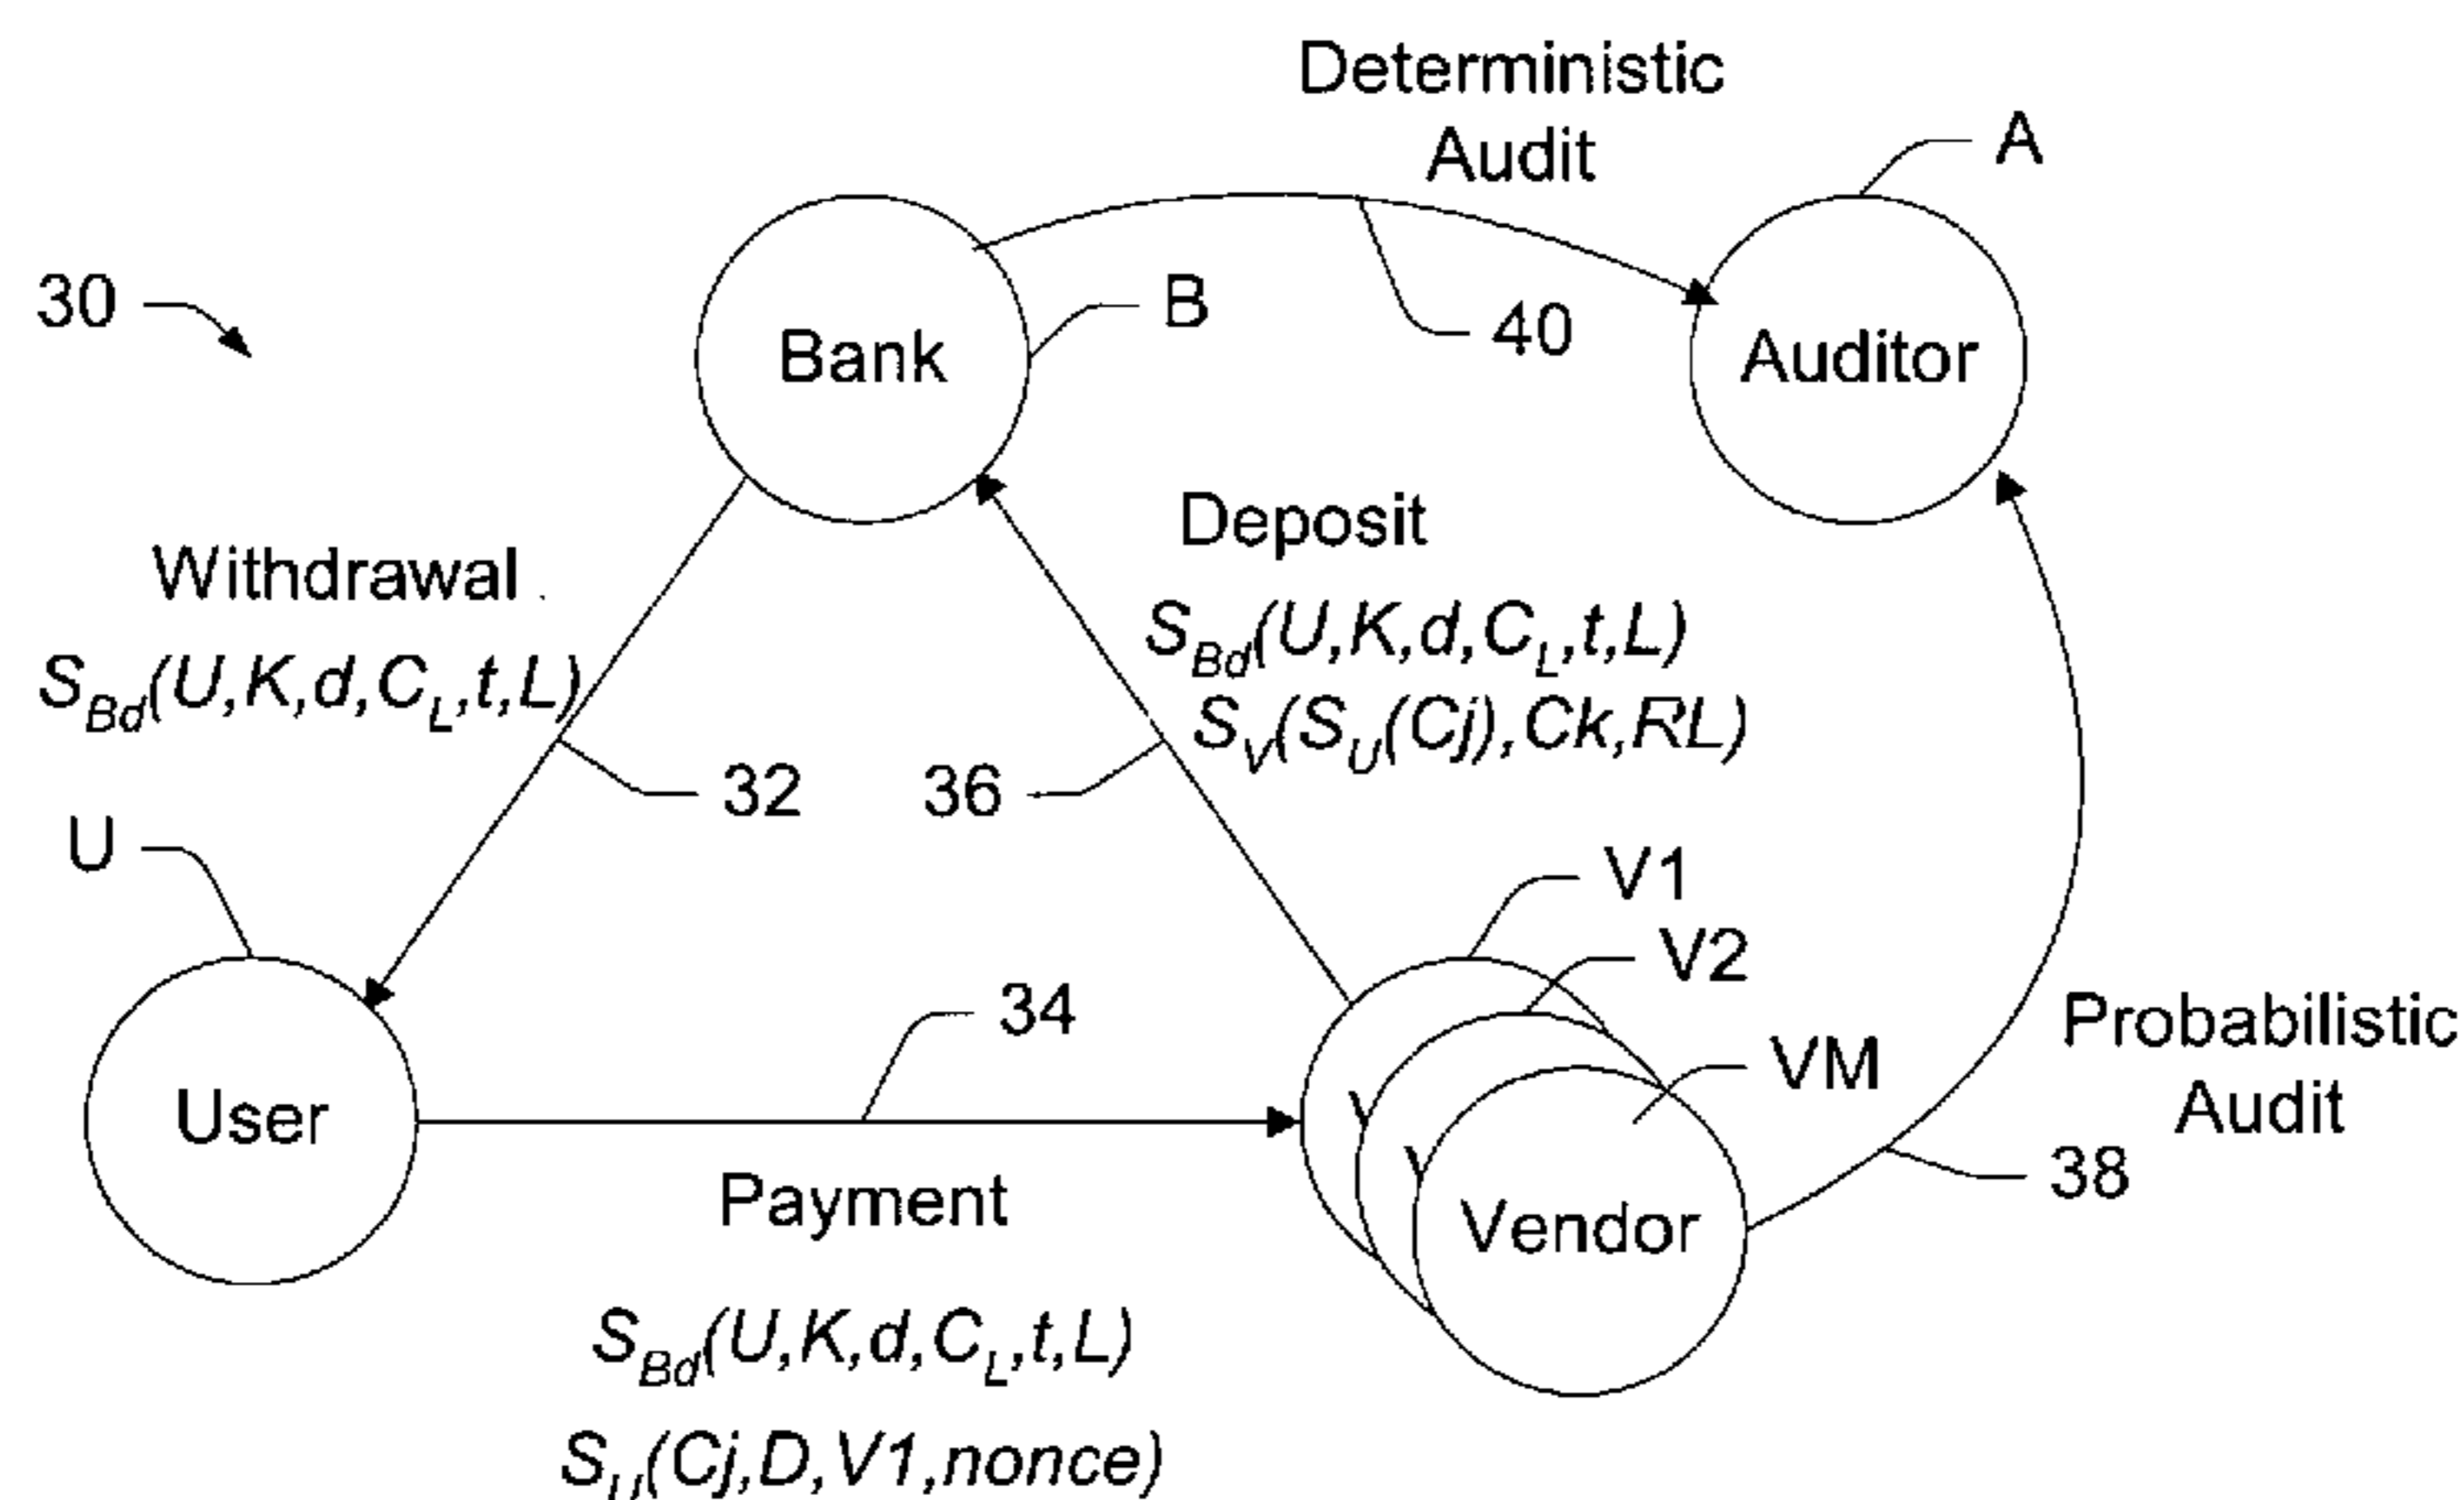 Deterministic
Audit
A
30
B
40
Bank
Auditor
Deposit
Withdrawal
S_Bd(U,K,d,C_L,t,L)
S_Bd(U,K,d,C_L,t,L)
S_V(S_U(Cj),Ck,RL)
32
36
U
V1
V2
34
VM
Probabilistic
Audit
User
V
V
38
Payment
Vendor
S_Bd(U,K,d,C_L,t,L)
S_U(Cj,D,V1,nonce)